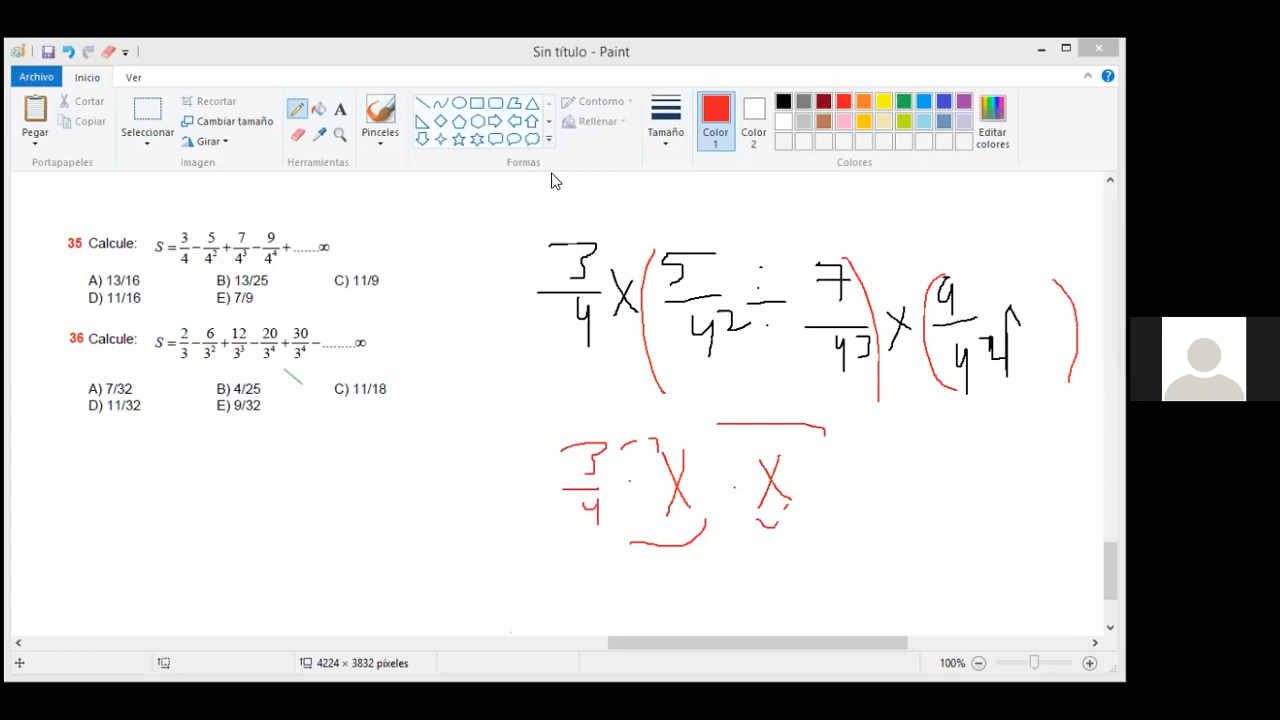 Sin título - Paint
Archivo Inicio Ver
Pegar
Cortar
Copiar
Portapapeles
Seleccionar
Recortar
Cambiar tamaño
Girar
Imagen
A
Herramientas
Pinceles
Contorno
Rellenar
Formas
Tamaño
Color 1
Color 2
Editar colores
Colores
35 Calcule: S = 3/4 − 5/4² + 7/4³ − 9/4⁴ + .......∞
A) 13/16 B) 13/25 C) 11/9
D) 11/16 E) 7/9
36 Calcule: S = 2/3 − 6/3² + 12/3³ − 20/3⁴ + 30/3⁴ − .........∞
A) 7/32 B) 4/25 C) 11/18
D) 11/32 E) 9/32
3/4 X ( 5/4² ÷ 7/4³ ) X ( 9/4⁴ )
3/4 . X . X
4224 × 3832 píxeles 100%